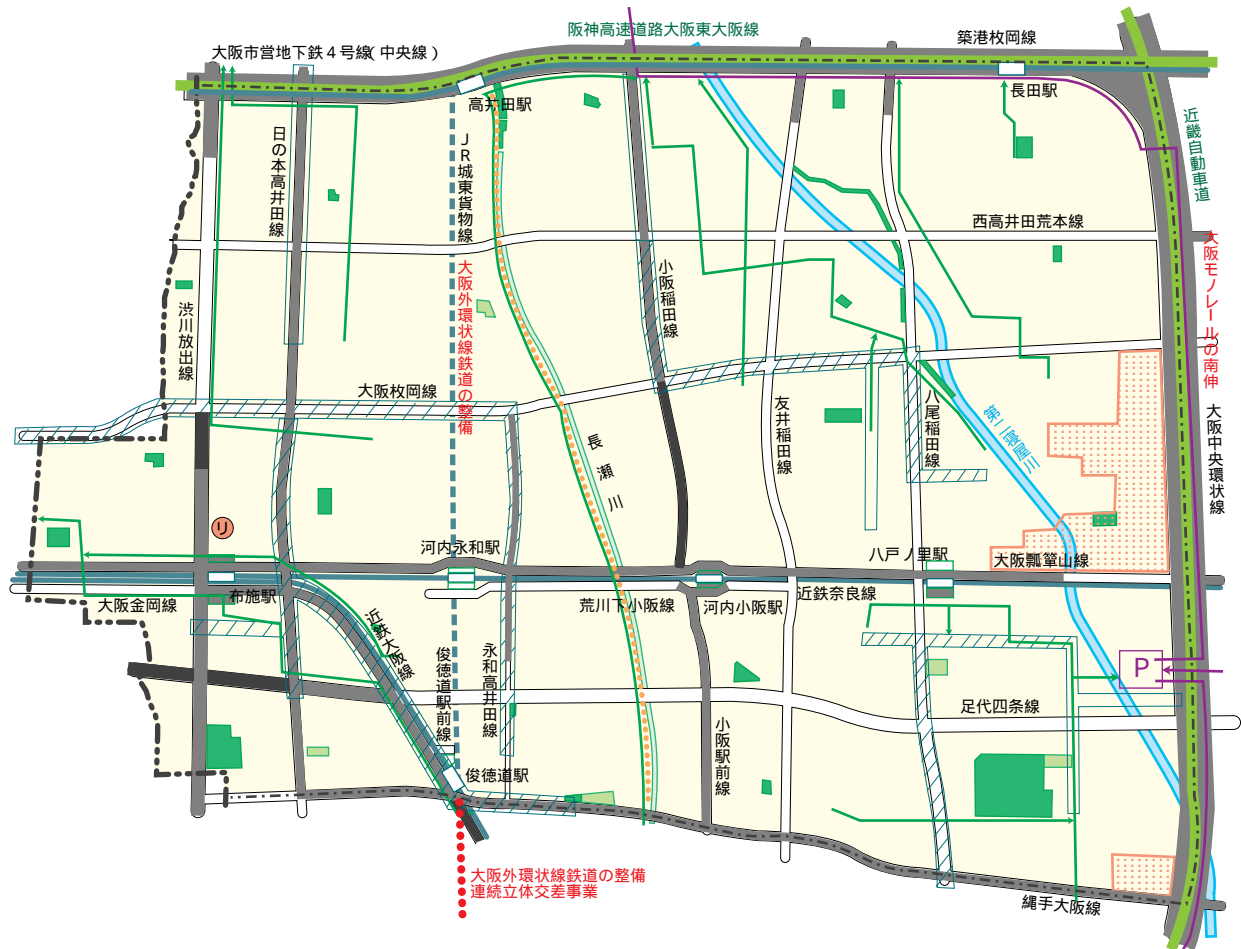 阪神高速道路大阪東大阪線
築港枚岡線
大阪市営地下鉄４号線(中央線)
高井田駅
長田駅
近畿自動車道
日の本高井田線
ＪＲ城東貨物線
西高井田荒本線
大阪モノレールの南伸
大阪外環状線鉄道の整備
小阪稲田線
渋川放出線
大阪枚岡線
友井稲田線
八尾稲田線
第二寝屋川
大阪中央環状線
長瀬川
リ
河内永和駅
八戸ノ里駅
大阪瓢箪山線
布施駅
大阪金岡線
荒川下小阪線
河内小阪駅
近鉄奈良線
近鉄大阪線
俊徳道駅前線
永和高井田線
P
足代四条線
小阪駅前線
俊徳道駅
大阪外環状線鉄道の整備
連続立体交差事業
縄手大阪線